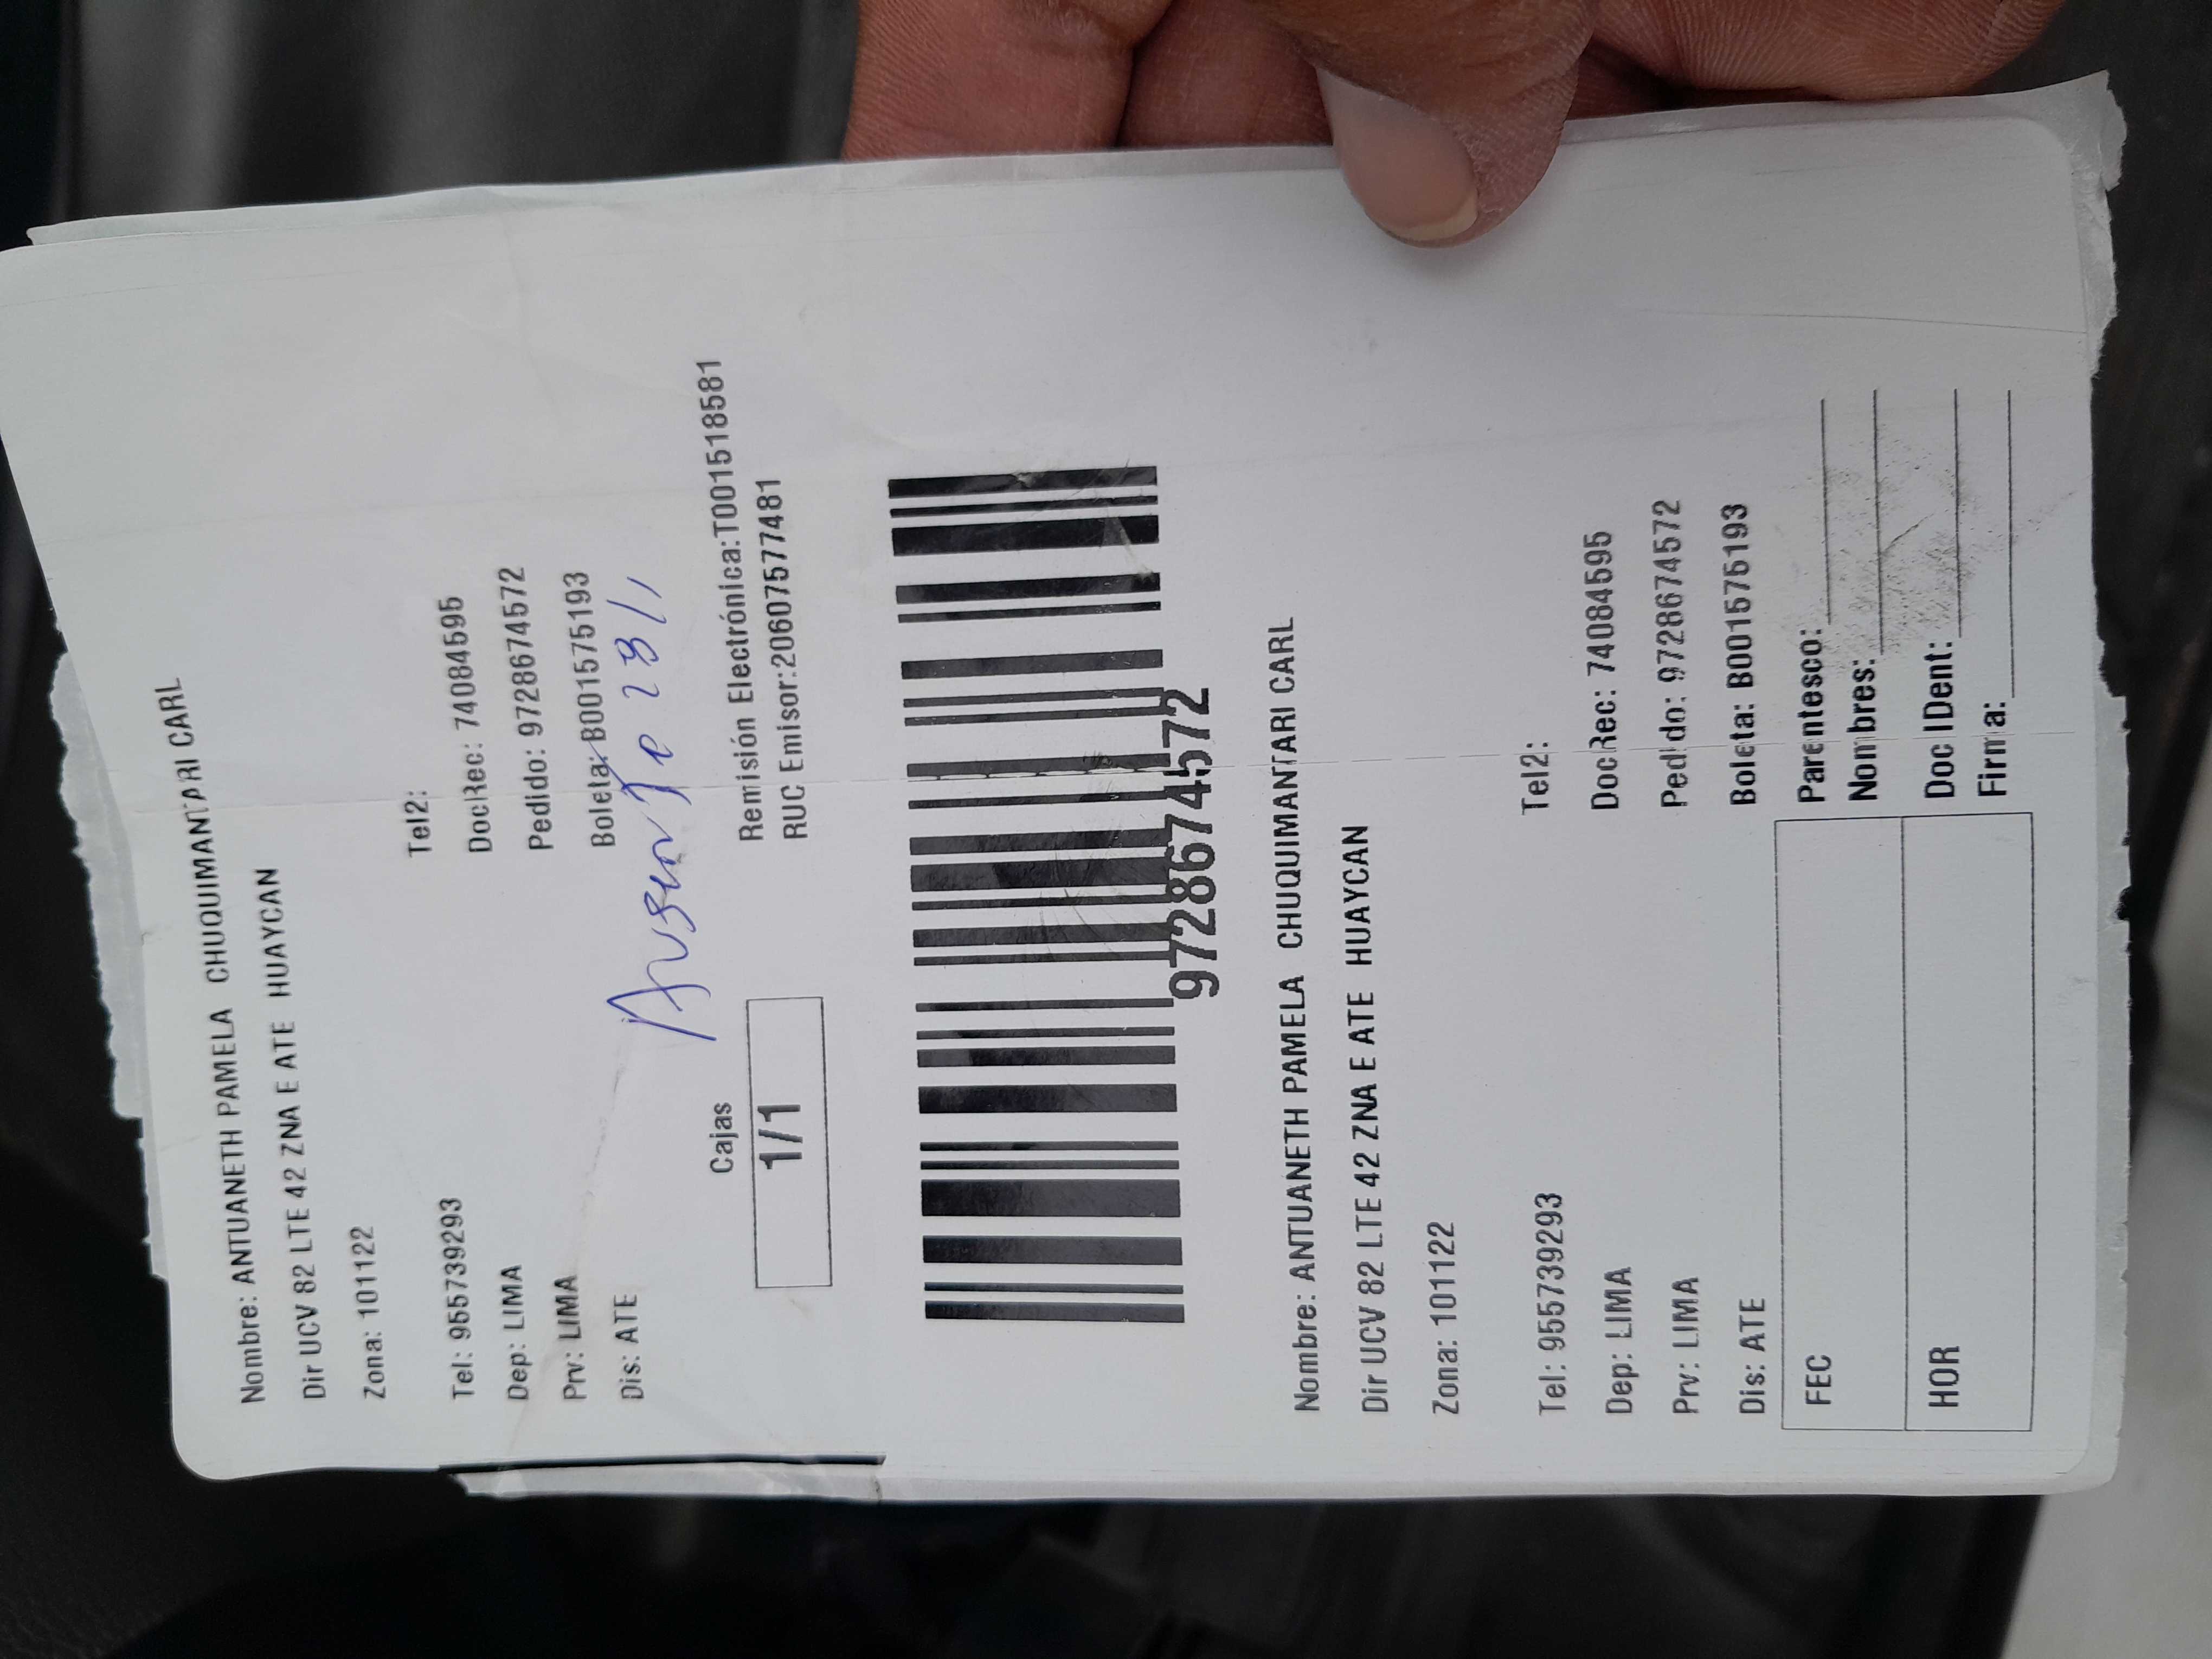 Nombre: ANTUANETH PAMELA CHUQUIMANTARI CARL
Dir UCV 82 LTE 42 ZNA E ATE HUAYCAN
Zona: 101122
Tel: 955739293 Tel2:
Dep: LIMA DocRec: 74084595
Prv: LIMA Pedido: 9728674572
Dis: ATE Boleta: B001575193
Ausente 23/1
Cajas Remisión Electrónica:T001518581
1/1 RUC Emisor:20607577481
9728674572
Nombre: ANTUANETH PAMELA CHUQUIMANTARI CARL
Dir UCV 82 LTE 42 ZNA E ATE HUAYCAN
Zona: 101122
Tel: 955739293 Tel2:
Dep: LIMA DocRec: 74084595
Prv: LIMA Pedido: 9728674572
Dis: ATE Boleta: B001575193
FEC Parentesco:
Nombres:
HOR Doc IDent:
Firma: